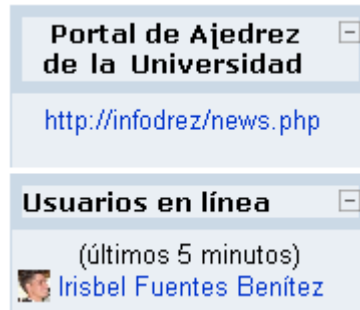 Portal de Ajedrez
de la Universidad
http://infodrez/news.php
Usuarios en línea
(últimos 5 minutos)
Irisbel Fuentes Benítez